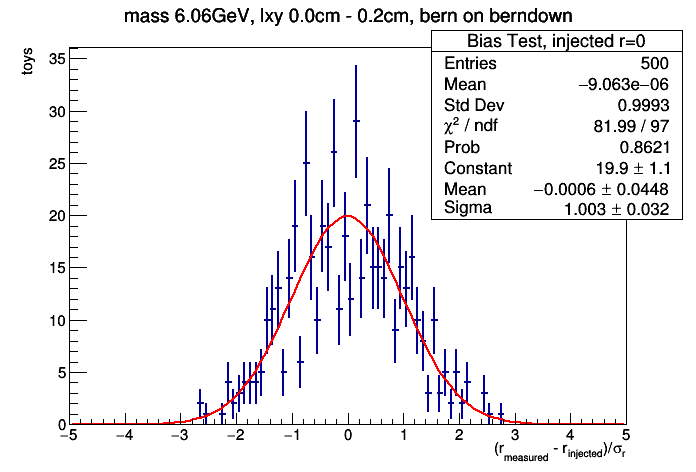 mass 6.06GeV, lxy 0.0cm - 0.2cm, bern on berndown
Bias Test, injected r=0
Entries 500
Mean −9.063e−06
Std Dev 0.9993
χ² / ndf 81.99 / 97
Prob 0.8621
Constant 19.9 ± 1.1
Mean −0.0006 ± 0.0448
Sigma 1.003 ± 0.032
toys
35
30
25
20
15
10
5
0
−5 −4 −3 −2 −1 0 1 2 3 4 5
(r_measured - r_injected)/σ_r